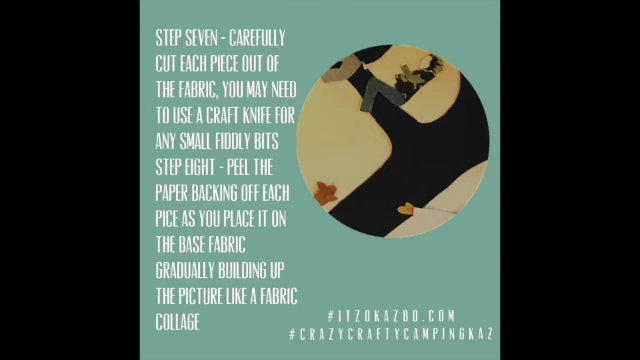 STEP SEVEN - CAREFULLY
CUT EACH PIECE OUT OF
THE FABRIC, YOU MAY NEED
TO USE A CRAFT KNIFE FOR
ANY SMALL FIDDLY BITS
STEP EIGHT - PEEL THE
PAPER BACKING OFF EACH
PICE AS YOU PLACE IT ON
THE BASE FABRIC
GRADUALLY BUILDING UP
THE PICTURE LIKE A FABRIC
COLLAGE
#ITZOKAZBO.COM
#CRAZYCRAFTYCAMPINGKAZ